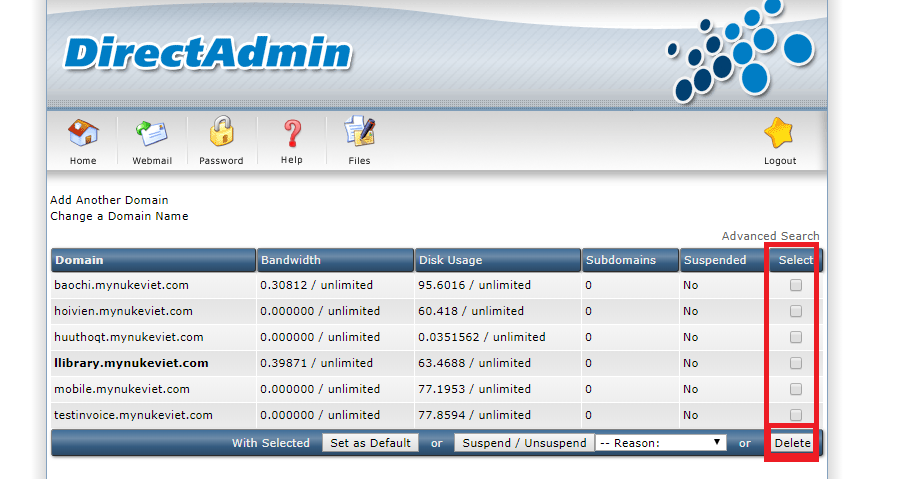 DirectAdmin
Home Webmail Password Help Files Logout
Add Another Domain
Change a Domain Name
Advanced Search
Domain Bandwidth Disk Usage Subdomains Suspended Select
baochi.mynukeviet.com 0.30812 / unlimited 95.6016 / unlimited 0 No
hoivien.mynukeviet.com 0.000000 / unlimited 60.418 / unlimited 0 No
huuthoqt.mynukeviet.com 0.000000 / unlimited 0.0351562 / unlimited 0 No
llibrary.mynukeviet.com 0.39871 / unlimited 63.4688 / unlimited 0 No
mobile.mynukeviet.com 0.000000 / unlimited 77.1953 / unlimited 0 No
testinvoice.mynukeviet.com 0.000000 / unlimited 77.8594 / unlimited 0 No
With Selected Set as Default or Suspend / Unsuspend -- Reason: or Delete